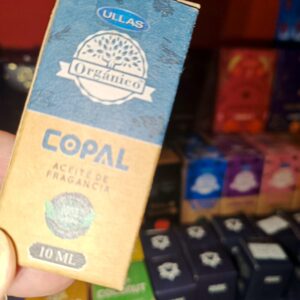 ULLAS
Orgánico
COPAL
ACEITE DE
FRAGANCIA
10 ML